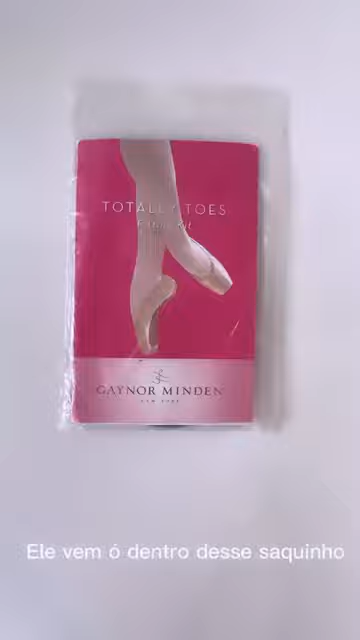 TOTALLY TOES
GAYNOR MINDEN
NEW YORK
Ele vem ó dentro desse saquinho